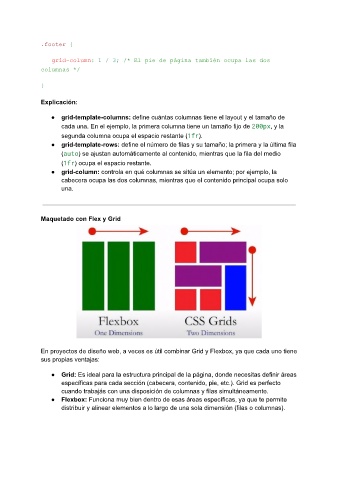 .footer {
grid-column: 1 / 3; /* El pie de página también ocupa las dos
columnas */
}
Explicación:
● grid-template-columns: define cuántas columnas tiene el layout y el tamaño de
cada una. En el ejemplo, la primera columna tiene un tamaño fijo de 200px, y la
segunda columna ocupa el espacio restante (1fr).
● grid-template-rows: define el número de filas y su tamaño; la primera y la última fila
(auto) se ajustan automáticamente al contenido, mientras que la fila del medio
(1fr) ocupa el espacio restante.
● grid-column: controla en qué columnas se sitúa un elemento; por ejemplo, la
cabecera ocupa las dos columnas, mientras que el contenido principal ocupa solo
una.
Maquetado con Flex y Grid
Flexbox
One Dimensions
CSS Grids
Two Dimensions
En proyectos de diseño web, a veces es útil combinar Grid y Flexbox, ya que cada uno tiene
sus propias ventajas:
● Grid: Es ideal para la estructura principal de la página, donde necesitas definir áreas
específicas para cada sección (cabecera, contenido, pie, etc.). Grid es perfecto
cuando trabajás con una disposición de columnas y filas simultáneamente.
● Flexbox: Funciona muy bien dentro de esas áreas específicas, ya que te permite
distribuir y alinear elementos a lo largo de una sola dimensión (filas o columnas).